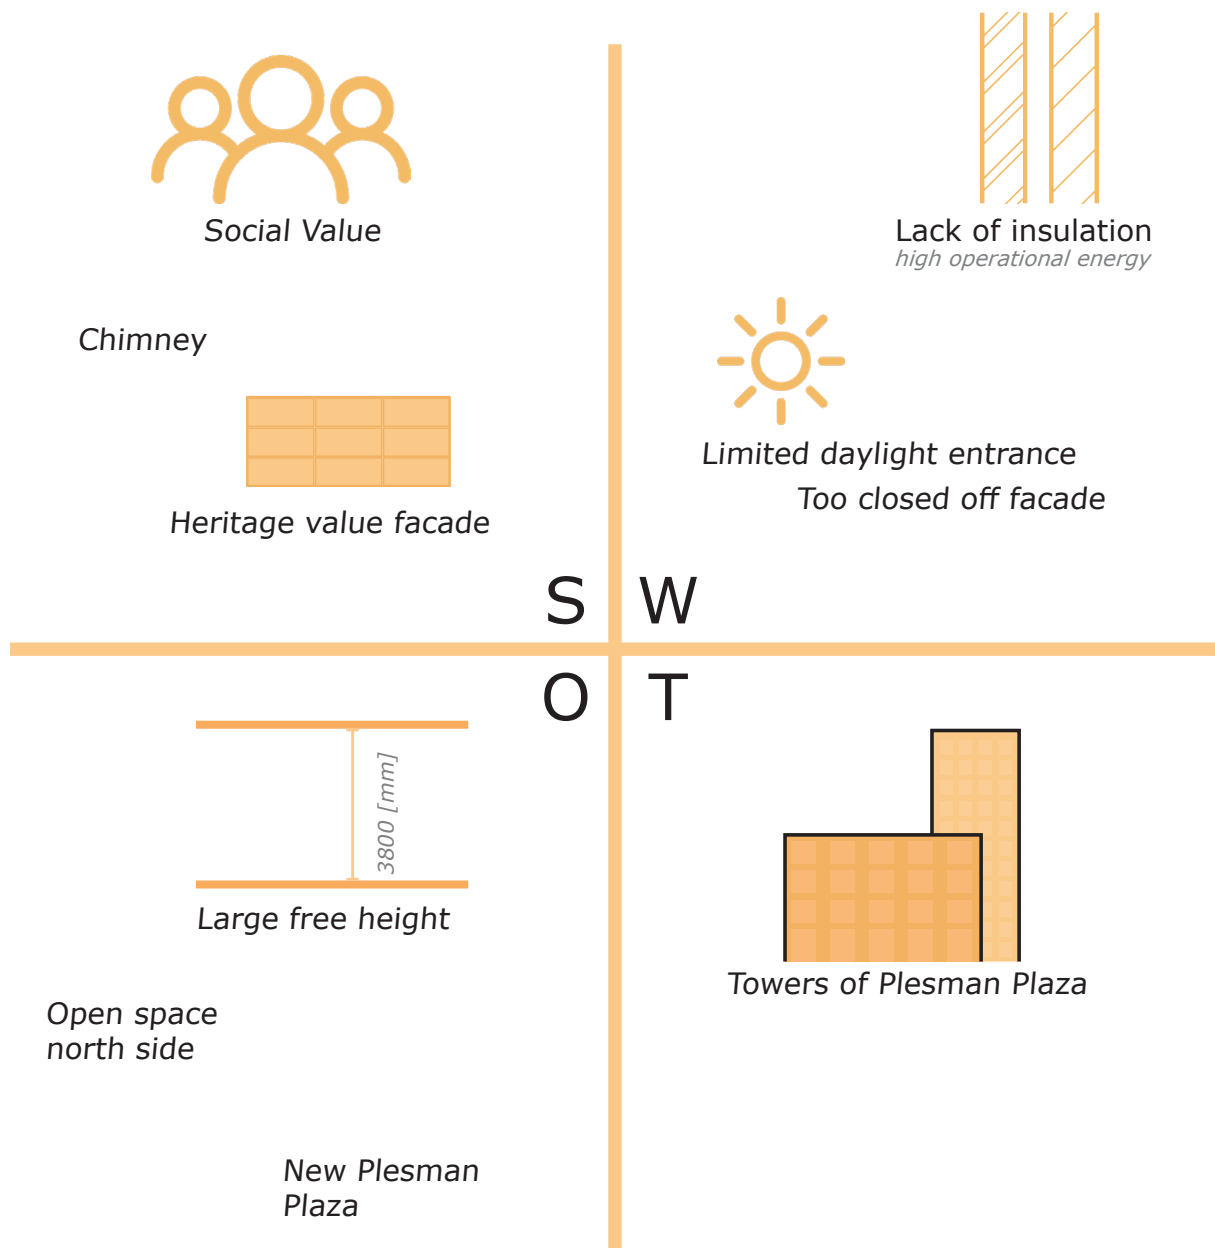 Social Value
Chimney
Heritage value facade
Lack of insulation
high operational energy
Limited daylight entrance
Too closed off facade
S W
O T
3800 [mm]
Large free height
Open space
north side
New Plesman
Plaza
Towers of Plesman Plaza